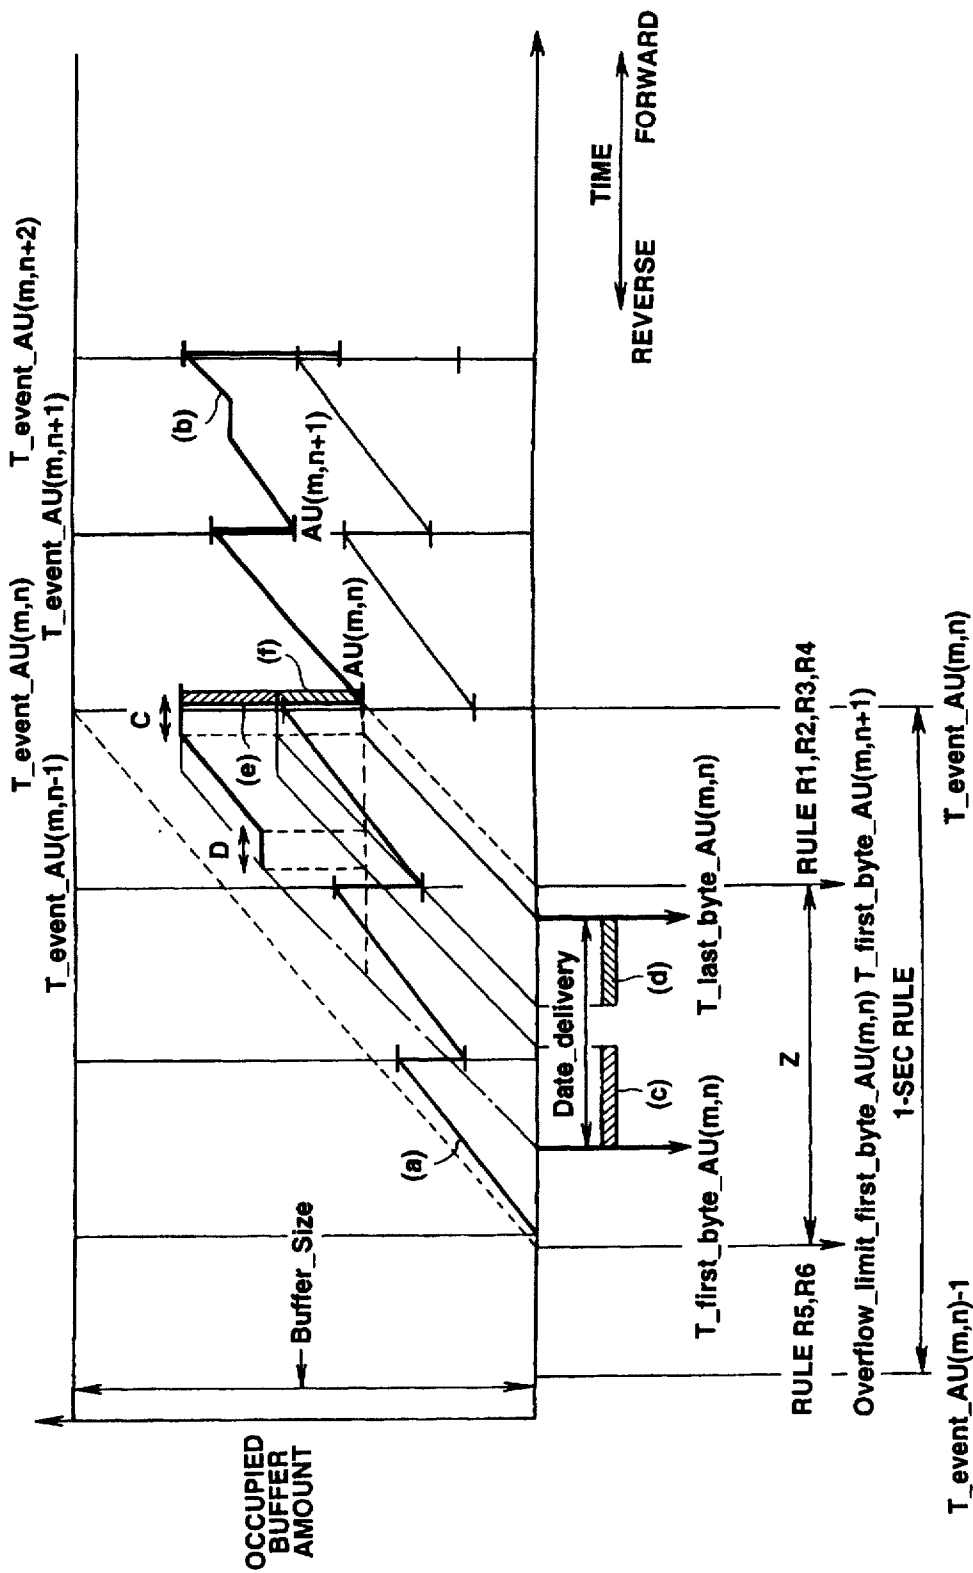 T_event_AU(m,n+2)
T_event_AU(m,n)
T_event_AU(m,n+1)
T_event_AU(m,n-1)
OCCUPIED
BUFFER
AMOUNT
Buffer_Size
C
D
(a)
(b)
(e)
(f)
AU(m,n)
AU(m,n+1)
Date_delivery
(c)
(d)
TIME
REVERSE FORWARD
T_first_byte_AU(m,n)
T_last_byte_AU(m,n)
Z
RULE R5,R6
RULE R1,R2,R3,R4
Overflow_limit_first_byte_AU(m,n) T_first_byte_AU(m,n+1)
1-SEC RULE
T_event_AU(m,n)-1
T_event_AU(m,n)